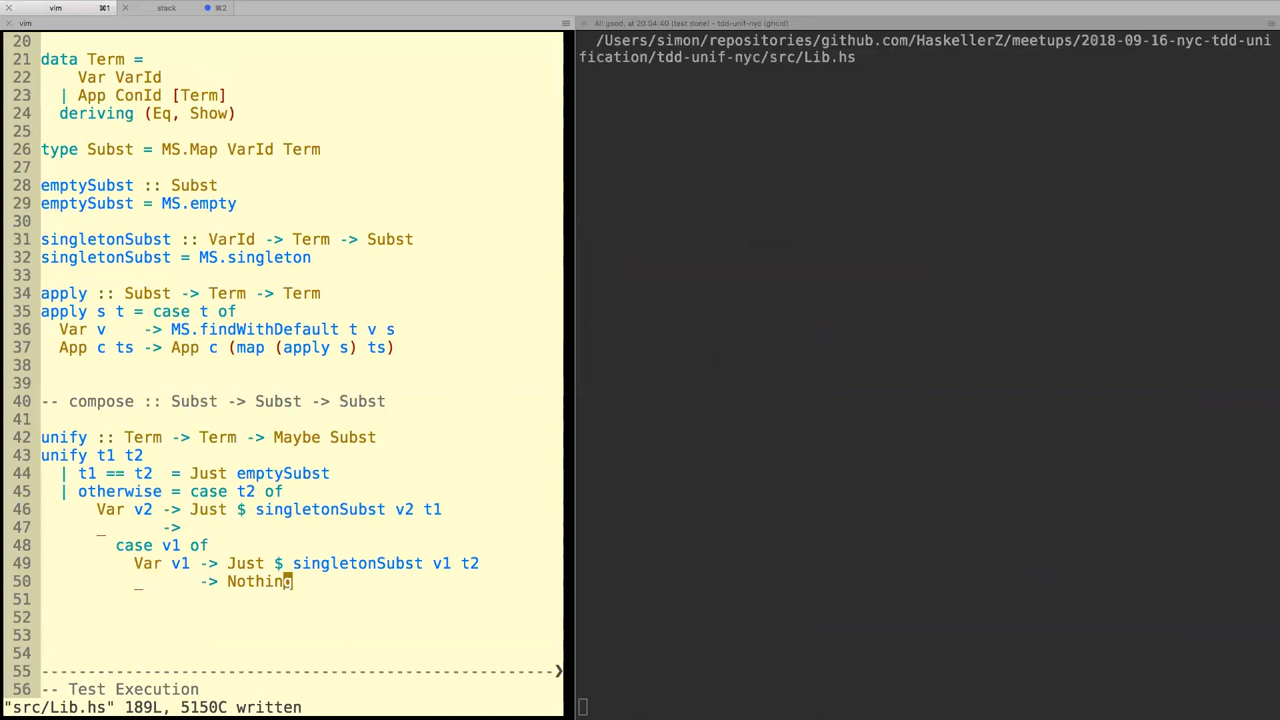 vim ⌘1 stack ⌘2
vim
20
21 data Term =
22     Var VarId
23   | App ConId [Term]
24   deriving (Eq, Show)
25
26 type Subst = MS.Map VarId Term
27
28 emptySubst :: Subst
29 emptySubst = MS.empty
30
31 singletonSubst :: VarId -> Term -> Subst
32 singletonSubst = MS.singleton
33
34 apply :: Subst -> Term -> Term
35 apply s t = case t of
36   Var v    -> MS.findWithDefault t v s
37   App c ts -> App c (map (apply s) ts)
38
39
40 -- compose :: Subst -> Subst -> Subst
41
42 unify :: Term -> Term -> Maybe Subst
43 unify t1 t2
44   | t1 == t2  = Just emptySubst
45   | otherwise = case t2 of
46       Var v2 -> Just $ singletonSubst v2 t1
47       _      ->
48         case v1 of
49           Var v1 -> Just $ singletonSubst v1 t2
50           _      -> Nothing
51
52
53
54
55 --------------------------------------------------------❯
56 -- Test Execution
"src/Lib.hs" 189L, 5150C written
All good, at 20:04:40 (test done) - tdd-unif-nyc (ghcid)
/Users/simon/repositories/github.com/HaskellerZ/meetups/2018-09-16-nyc-tdd-uni
fication/tdd-unif-nyc/src/Lib.hs